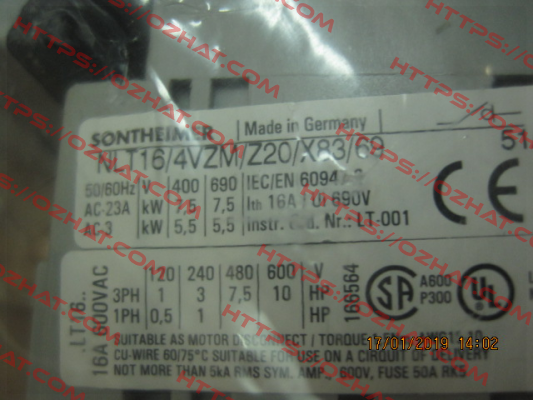 SONTHEIMER Made in Germany
NLT16/4VZM/Z20/X83/69 51
50/60Hz V 400 690 IEC/EN
AC-23A kW 7,5 7,5 Ith 16A Ui 690V
AC-3 kW 5,5 5,5 Instr. Nr.: LT-001
CE
120 240 480 600 V
3PH 1 3 7,5 10 HP
1PH 0,5 1 HP
.LT16..
16A 600VAC
166564
SA A600 P300 UL
SUITABLE AS MOTOR DISCONNECT / TORQUE
CU-WIRE 60/75°C SUITABLE FOR USE ON A CIRCUIT OF DELIVERY
NOT MORE THAN 5kA RMS SYM. AMP., 600V, FUSE 50A RK5
17/01/2019 14:02
HTTPS://OZHAT.COM